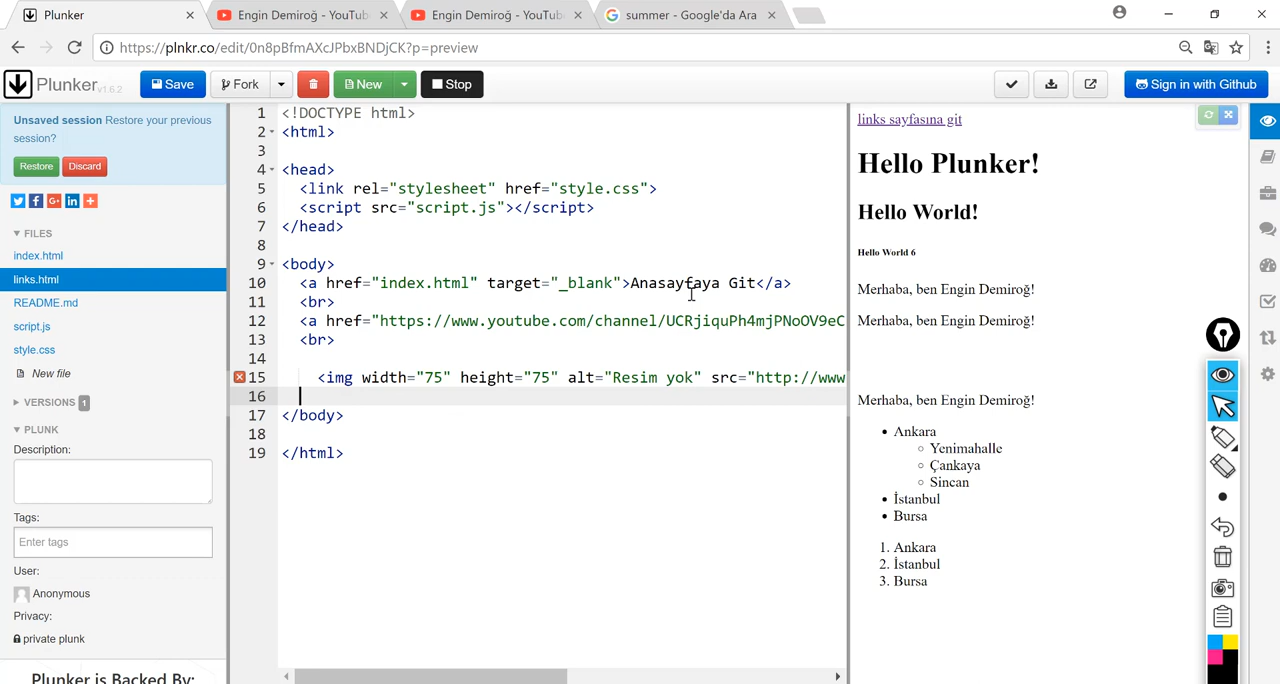 Plunker
Engin Demiroğ - YouTub
Engin Demiroğ - YouTub
summer - Google'da Ara
https://plnkr.co/edit/0n8pBfmAXcJPbxBNDjCK?p=preview
Plunker v1.6.2
Save
Fork
New
Stop
Sign in with Github
Unsaved session Restore your previous
session?
Restore
Discard
FILES
index.html
links.html
README.md
script.js
style.css
New file
VERSIONS 1
PLUNK
Description:
Tags:
Enter tags
User:
Anonymous
Privacy:
private plunk
Plunker is Backed By:
1 <!DOCTYPE html>
2 <html>
3
4 <head>
5 <link rel="stylesheet" href="style.css">
6 <script src="script.js"></script>
7 </head>
8
9 <body>
10 <a href="index.html" target="_blank">Anasayfaya Git</a>
11 <br>
12 <a href="https://www.youtube.com/channel/UCRjiquPh4mjPNoOV9eC
13 <br>
14
15 <img width="75" height="75" alt="Resim yok" src="http://www
16
17 </body>
18
19 </html>
links sayfasına git
Hello Plunker!
Hello World!
Hello World 6
Merhaba, ben Engin Demiroğ!
Merhaba, ben Engin Demiroğ!
Merhaba, ben Engin Demiroğ!
• Ankara
○ Yenimahalle
○ Çankaya
○ Sincan
• İstanbul
• Bursa
1. Ankara
2. İstanbul
3. Bursa